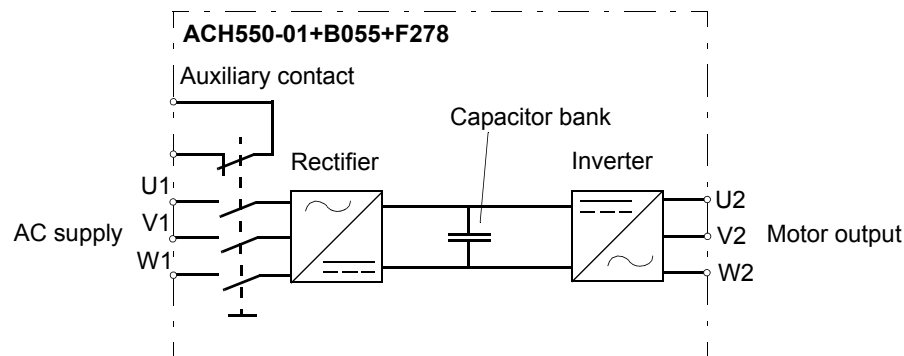 ACH550-01+B055+F278
Auxiliary contact
Capacitor bank
Rectifier
Inverter
U1
U2
V1
AC supply
V2
Motor output
W1
W2